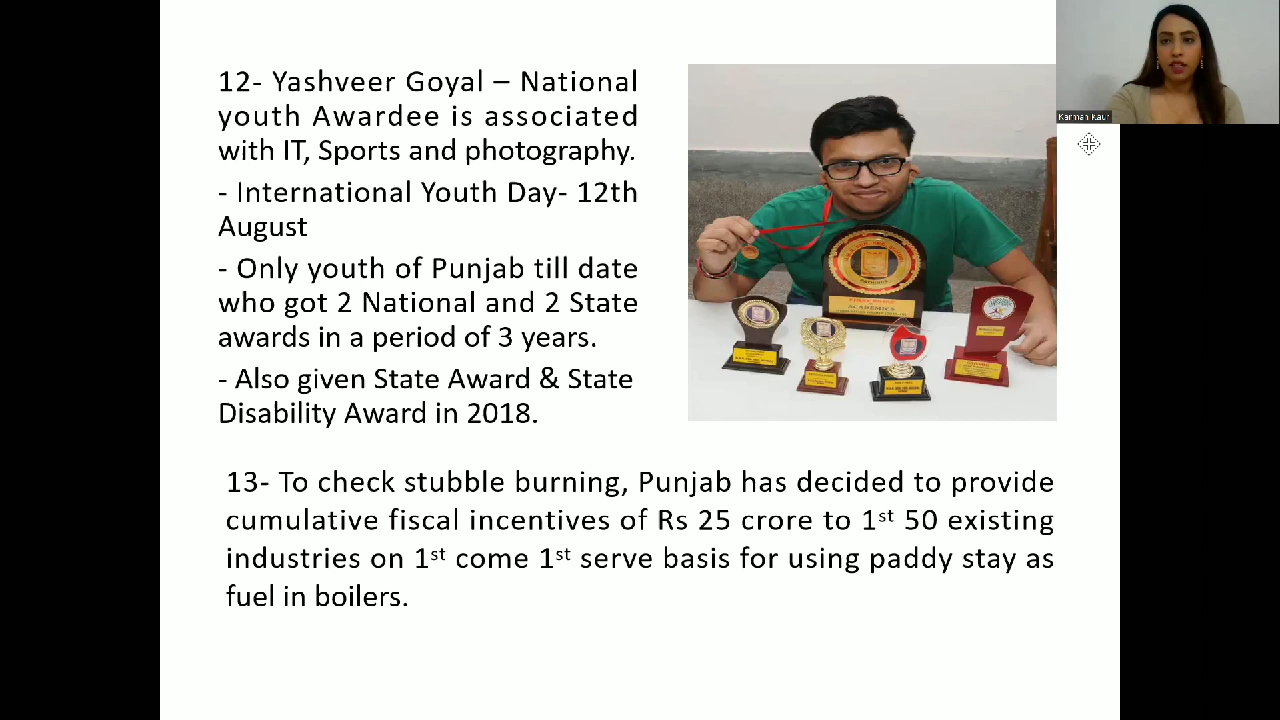 12- Yashveer Goyal – National
youth Awardee is associated
with IT, Sports and photography.
- International Youth Day- 12th
August
- Only youth of Punjab till date
who got 2 National and 2 State
awards in a period of 3 years.
- Also given State Award & State
Disability Award in 2018.
13- To check stubble burning, Punjab has decided to provide
cumulative fiscal incentives of Rs 25 crore to 1st 50 existing
industries on 1st come 1st serve basis for using paddy stay as
fuel in boilers.
Karman Kaur
ACADEMICS